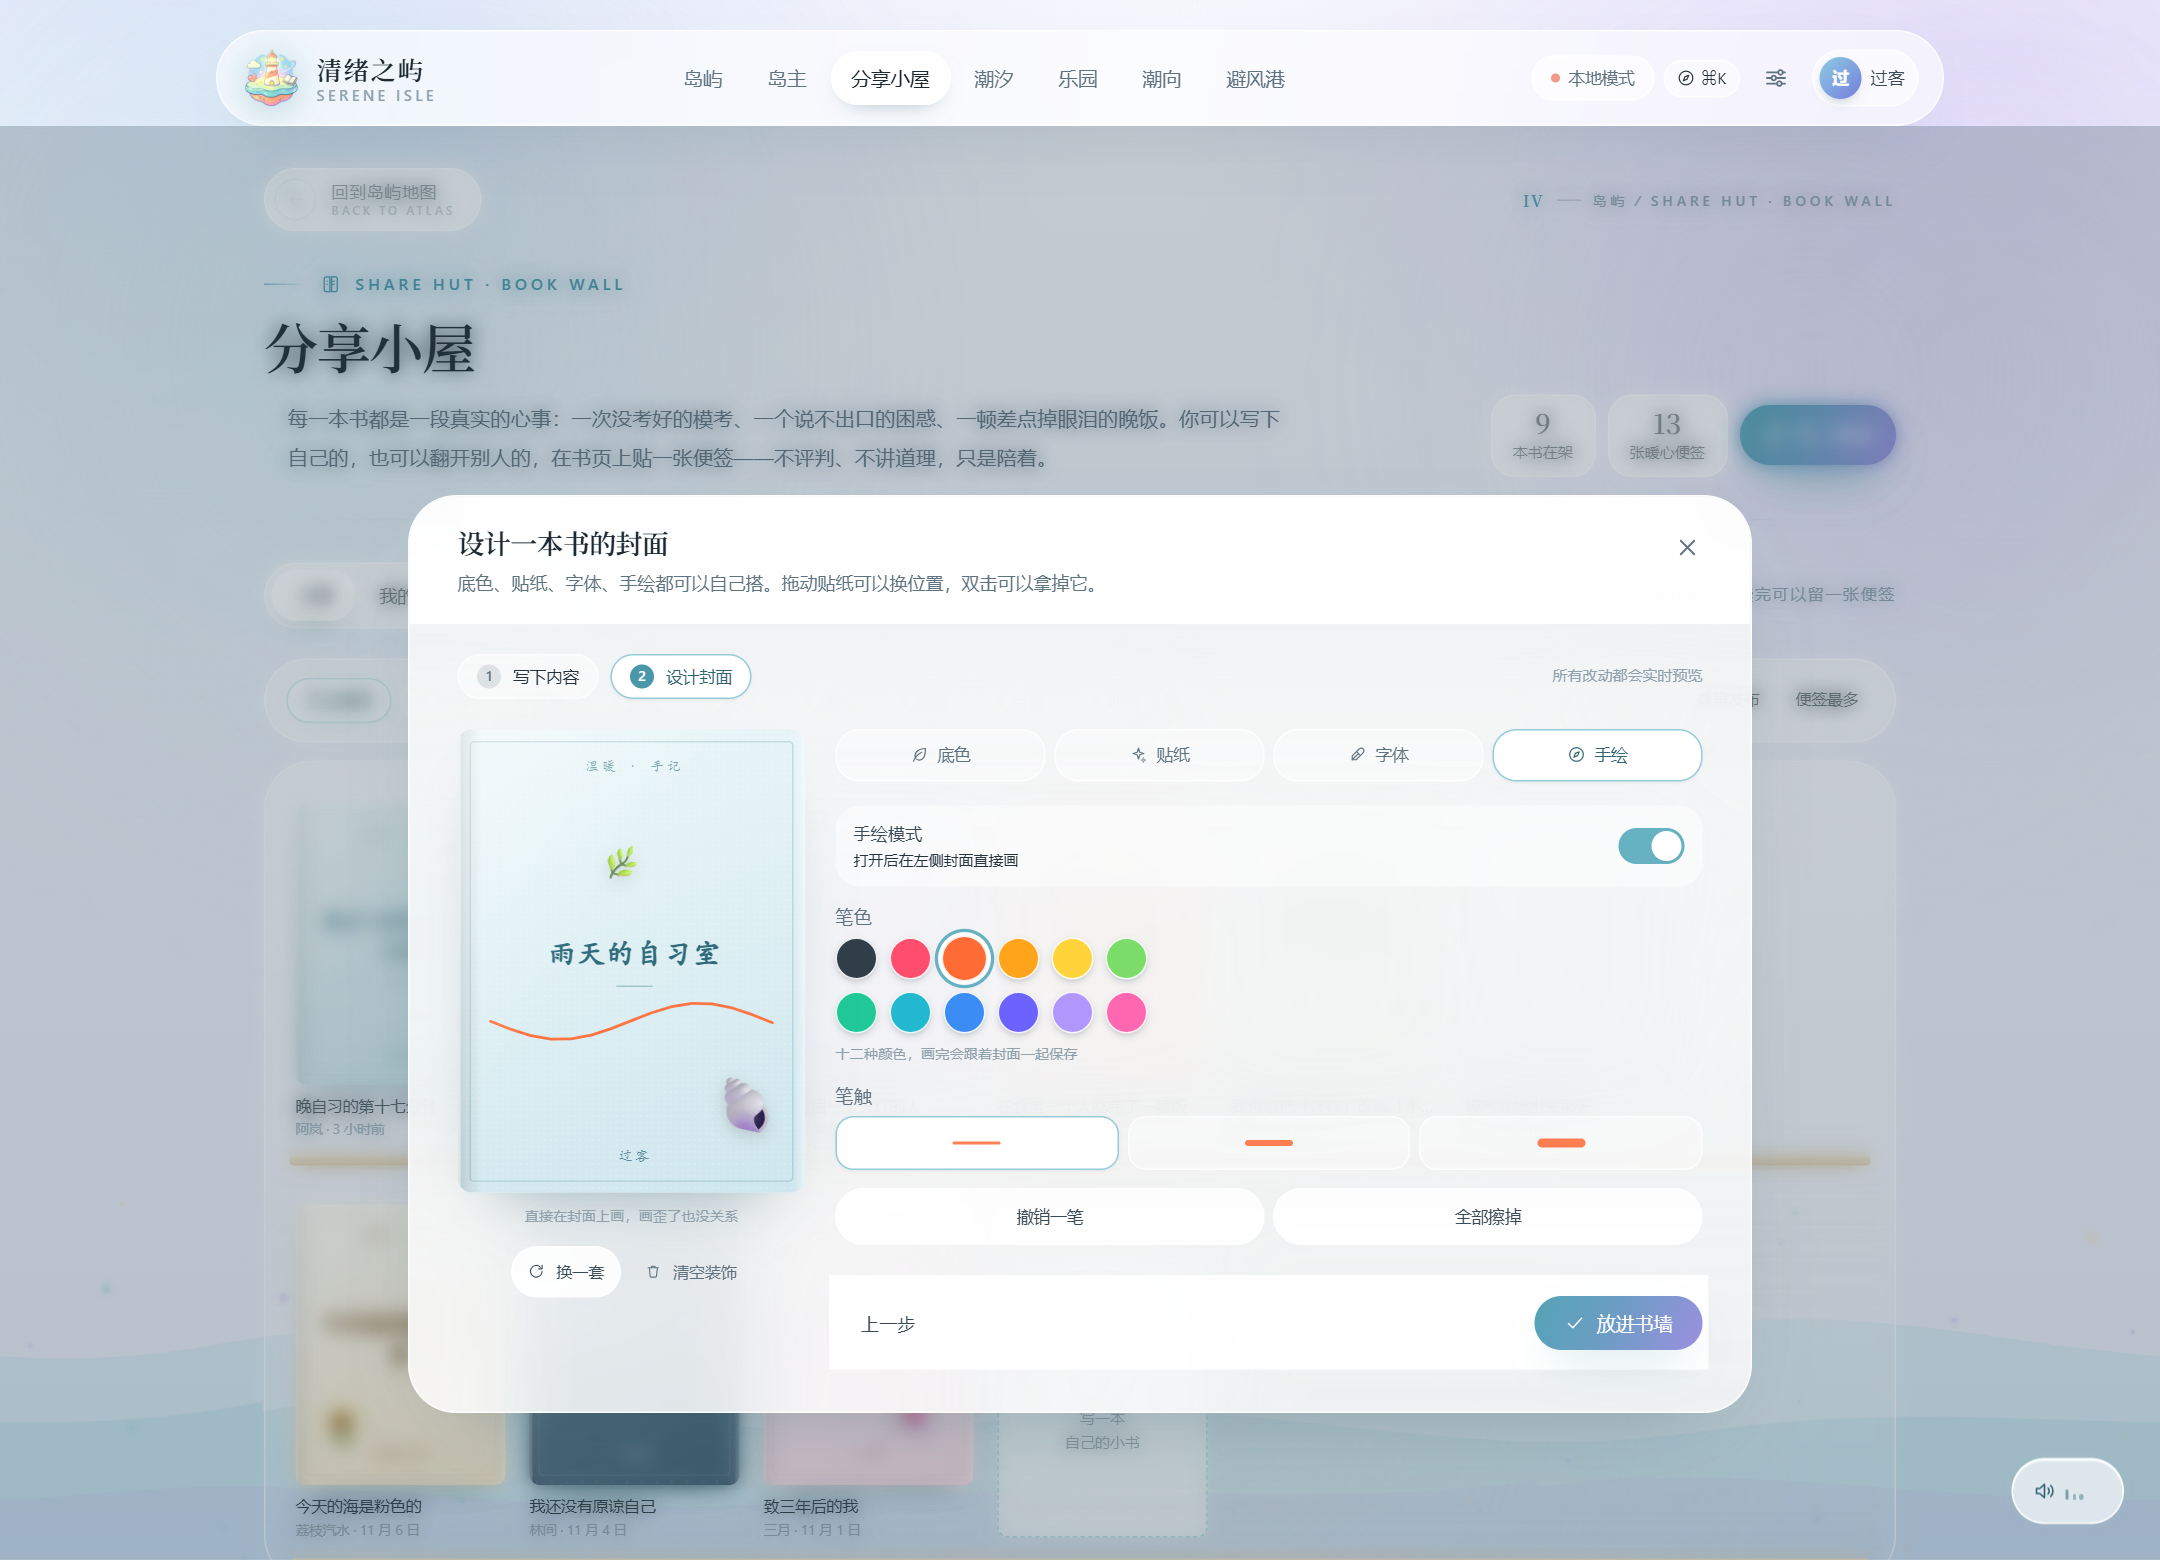 清绪之屿
SERENE ISLE
岛屿
岛主
分享小屋
潮汐
乐园
潮向
避风港
本地模式
⌘K
过
过客
回到岛屿地图
BACK TO ATLAS
IV — 岛屿 / SHARE HUT · BOOK WALL
SHARE HUT · BOOK WALL
分享小屋
每一本书都是一段真实的心事：一次没考好的模考、一个说不出口的困惑、一顿差点掉眼泪的晚饭。你可以写下
自己的，也可以翻开别人的，在书页上贴一张便签——不评判、不讲道理，只是陪着。
9
本书在架
13
张暖心便签
我的
完可以留一张便签
布
便签最多
设计一本书的封面
底色、贴纸、字体、手绘都可以自己搭。拖动贴纸可以换位置，双击可以拿掉它。
1 写下内容
2 设计封面
所有改动都会实时预览
温暖 · 手记
雨天的自习室
过客
直接在封面上画，画歪了也没关系
换一套
清空装饰
底色
贴纸
字体
手绘
手绘模式
打开后在左侧封面直接画
笔色
十二种颜色，画完会跟着封面一起保存
笔触
撤销一笔
全部擦掉
上一步
放进书墙
晚自习的第十七
阿岚 · 3 小时前
今天的海是粉色的
荔枝汽水 · 11 月 6 日
我还没有原谅自己
林间 · 11 月 4 日
致三年后的我
三月 · 11 月 1 日
写一本
自己的小书